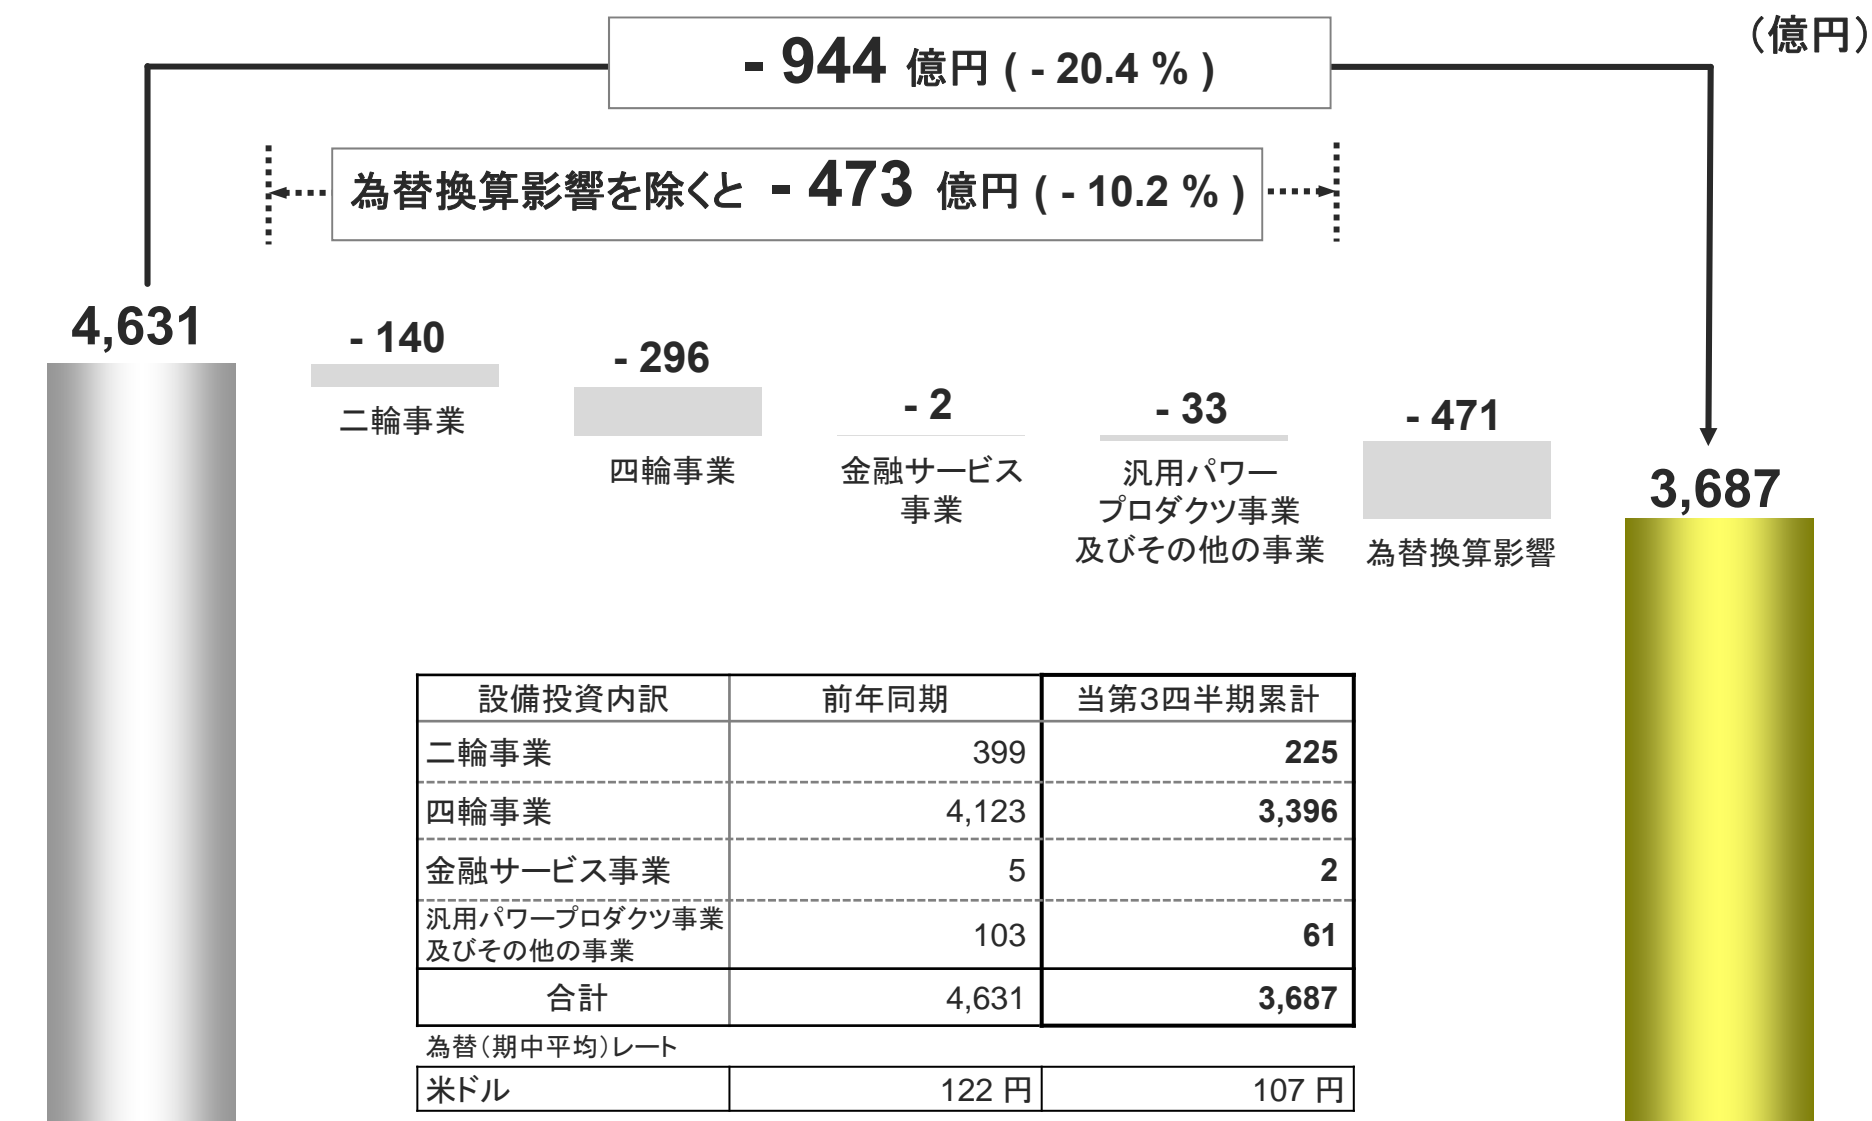 （億円）
- 944 億円 ( - 20.4 % )
為替換算影響を除くと - 473 億円 ( - 10.2 % )
4,631
- 140
二輪事業
- 296
四輪事業
- 2
金融サービス
事業
- 33
汎用パワー
プロダクツ事業
及びその他の事業
- 471
為替換算影響
3,687
設備投資内訳 前年同期 当第3四半期累計
二輪事業 399 225
四輪事業 4,123 3,396
金融サービス事業 5 2
汎用パワープロダクツ事業
及びその他の事業 103 61
合計 4,631 3,687
為替（期中平均）レート
米ドル 122 円 107 円